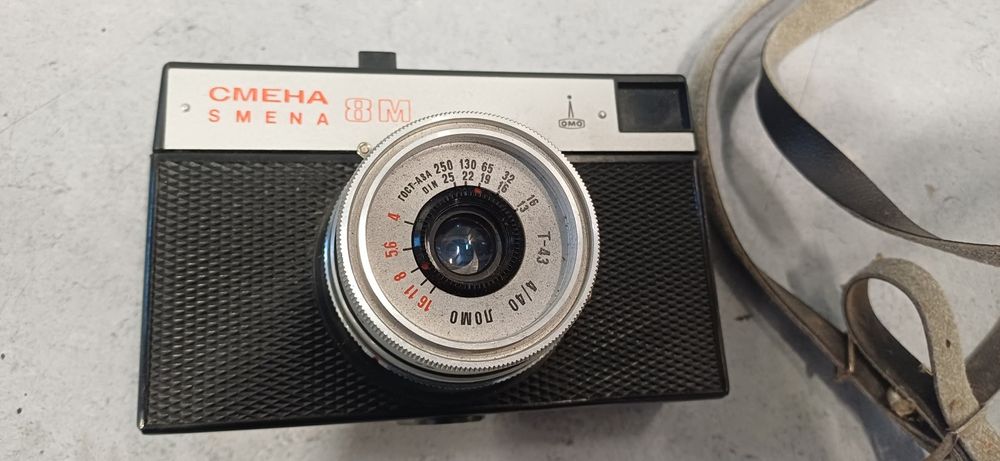 СМЕНА 8М
SMENA
ОМО
ГОСТ-ASA 250 130 65 32 16
DIN 25 22 19 16 13
4 5,6 8 11 16
Т-43 4/40
ЛОМО